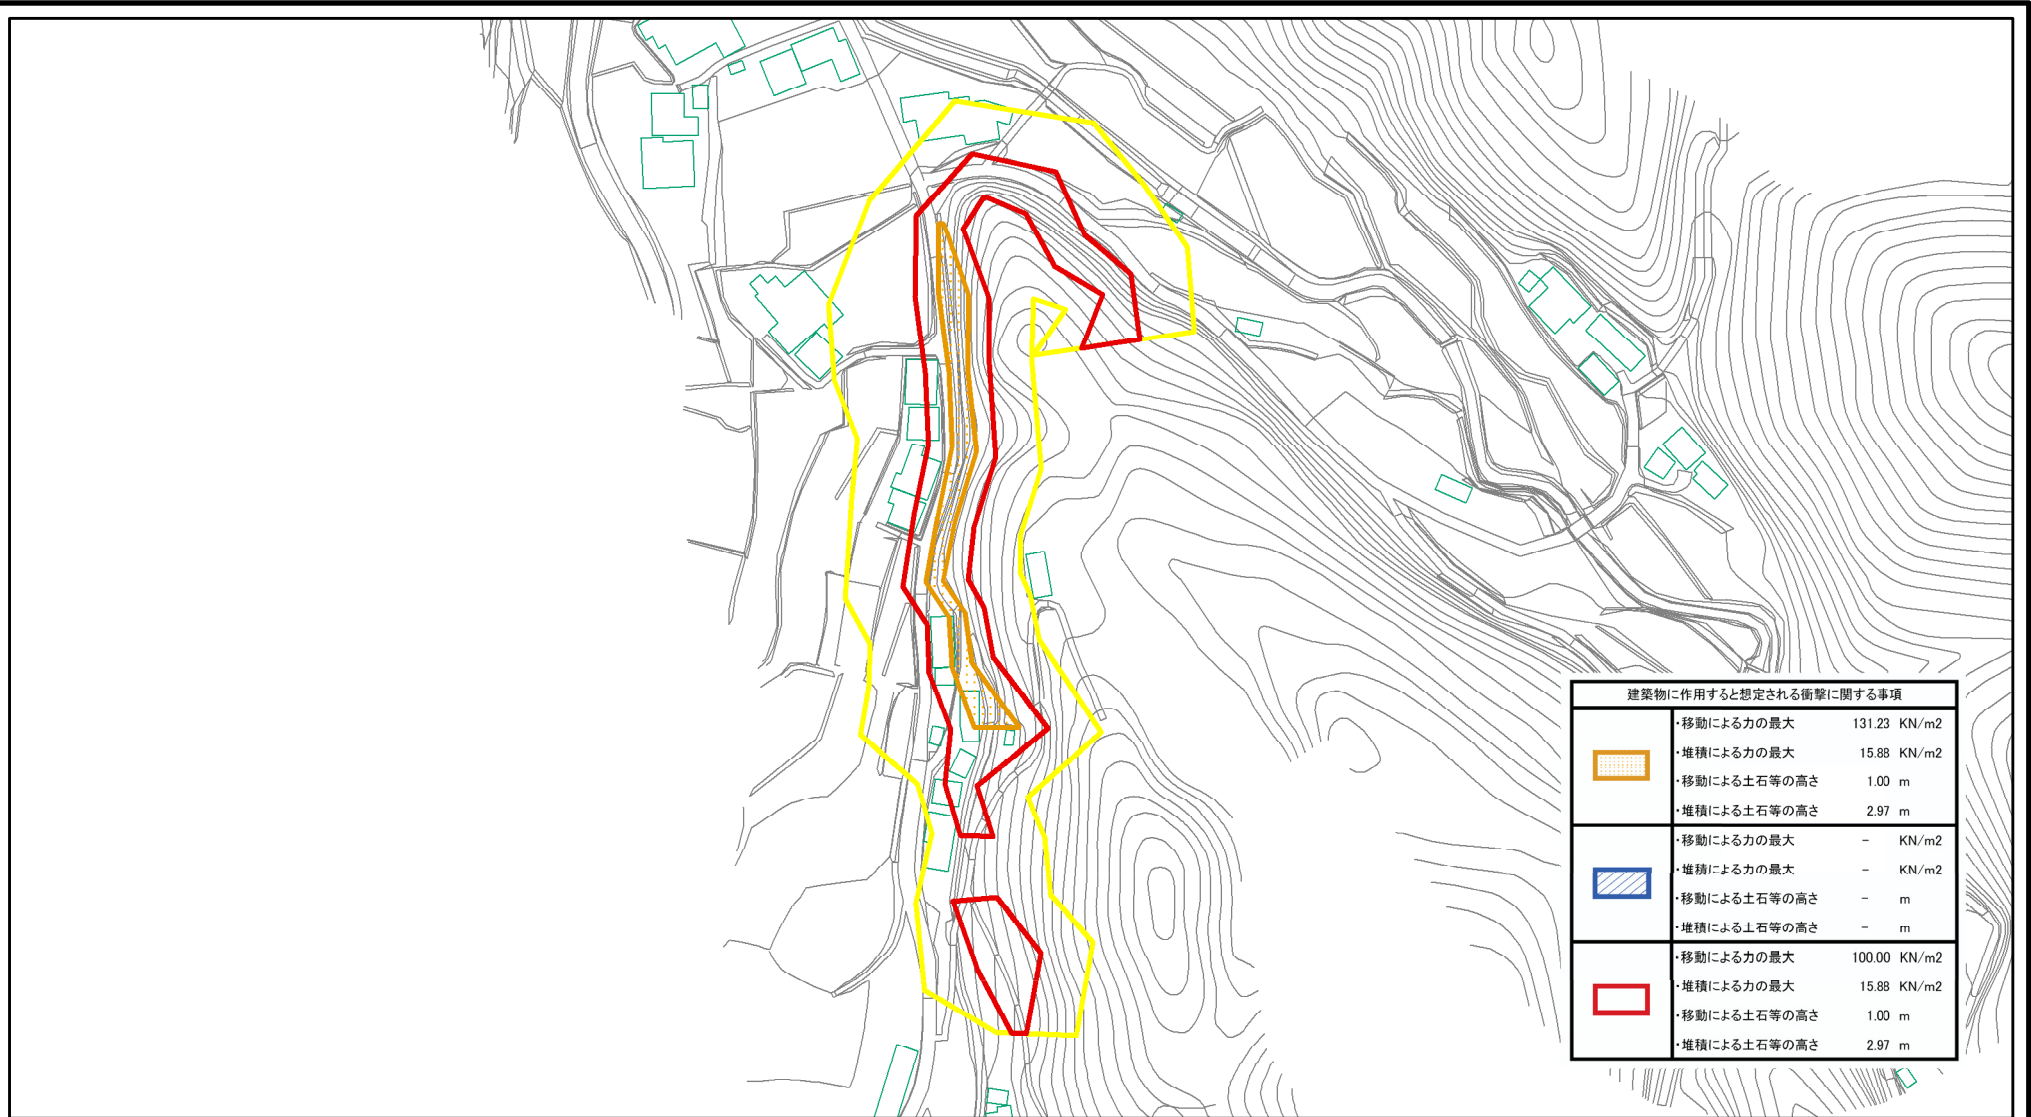 建築物に作用すると想定される衝撃に関する事項
・移動による力の最大 131.23 KN/m2
・堆積による力の最大 15.88 KN/m2
・移動による土石等の高さ 1.00 m
・堆積による土石等の高さ 2.97 m
・移動による力の最大 － KN/m2
・堆積による力の最大 － KN/m2
・移動による土石等の高さ － m
・堆積による土石等の高さ － m
・移動による力の最大 100.00 KN/m2
・堆積による力の最大 15.88 KN/m2
・移動による土石等の高さ 1.00 m
・堆積による土石等の高さ 2.97 m